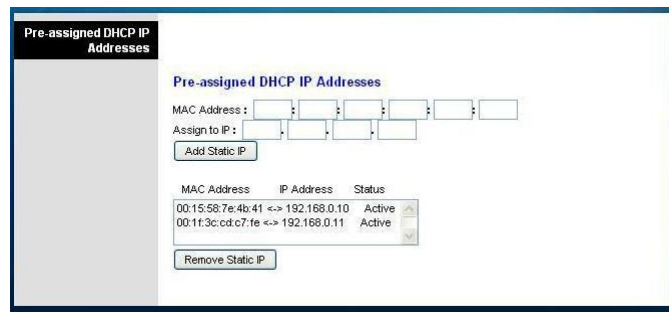 Pre-assigned DHCP IP
Addresses
Pre-assigned DHCP IP Addresses
MAC Address : : : : : :
Assign to IP : . . .
Add Static IP
MAC Address IP Address Status
00:15:58:7e:4b:41 <-> 192.168.0.10 Active
00:1f:3c:cd:c7:fe <-> 192.168.0.11 Active
Remove Static IP